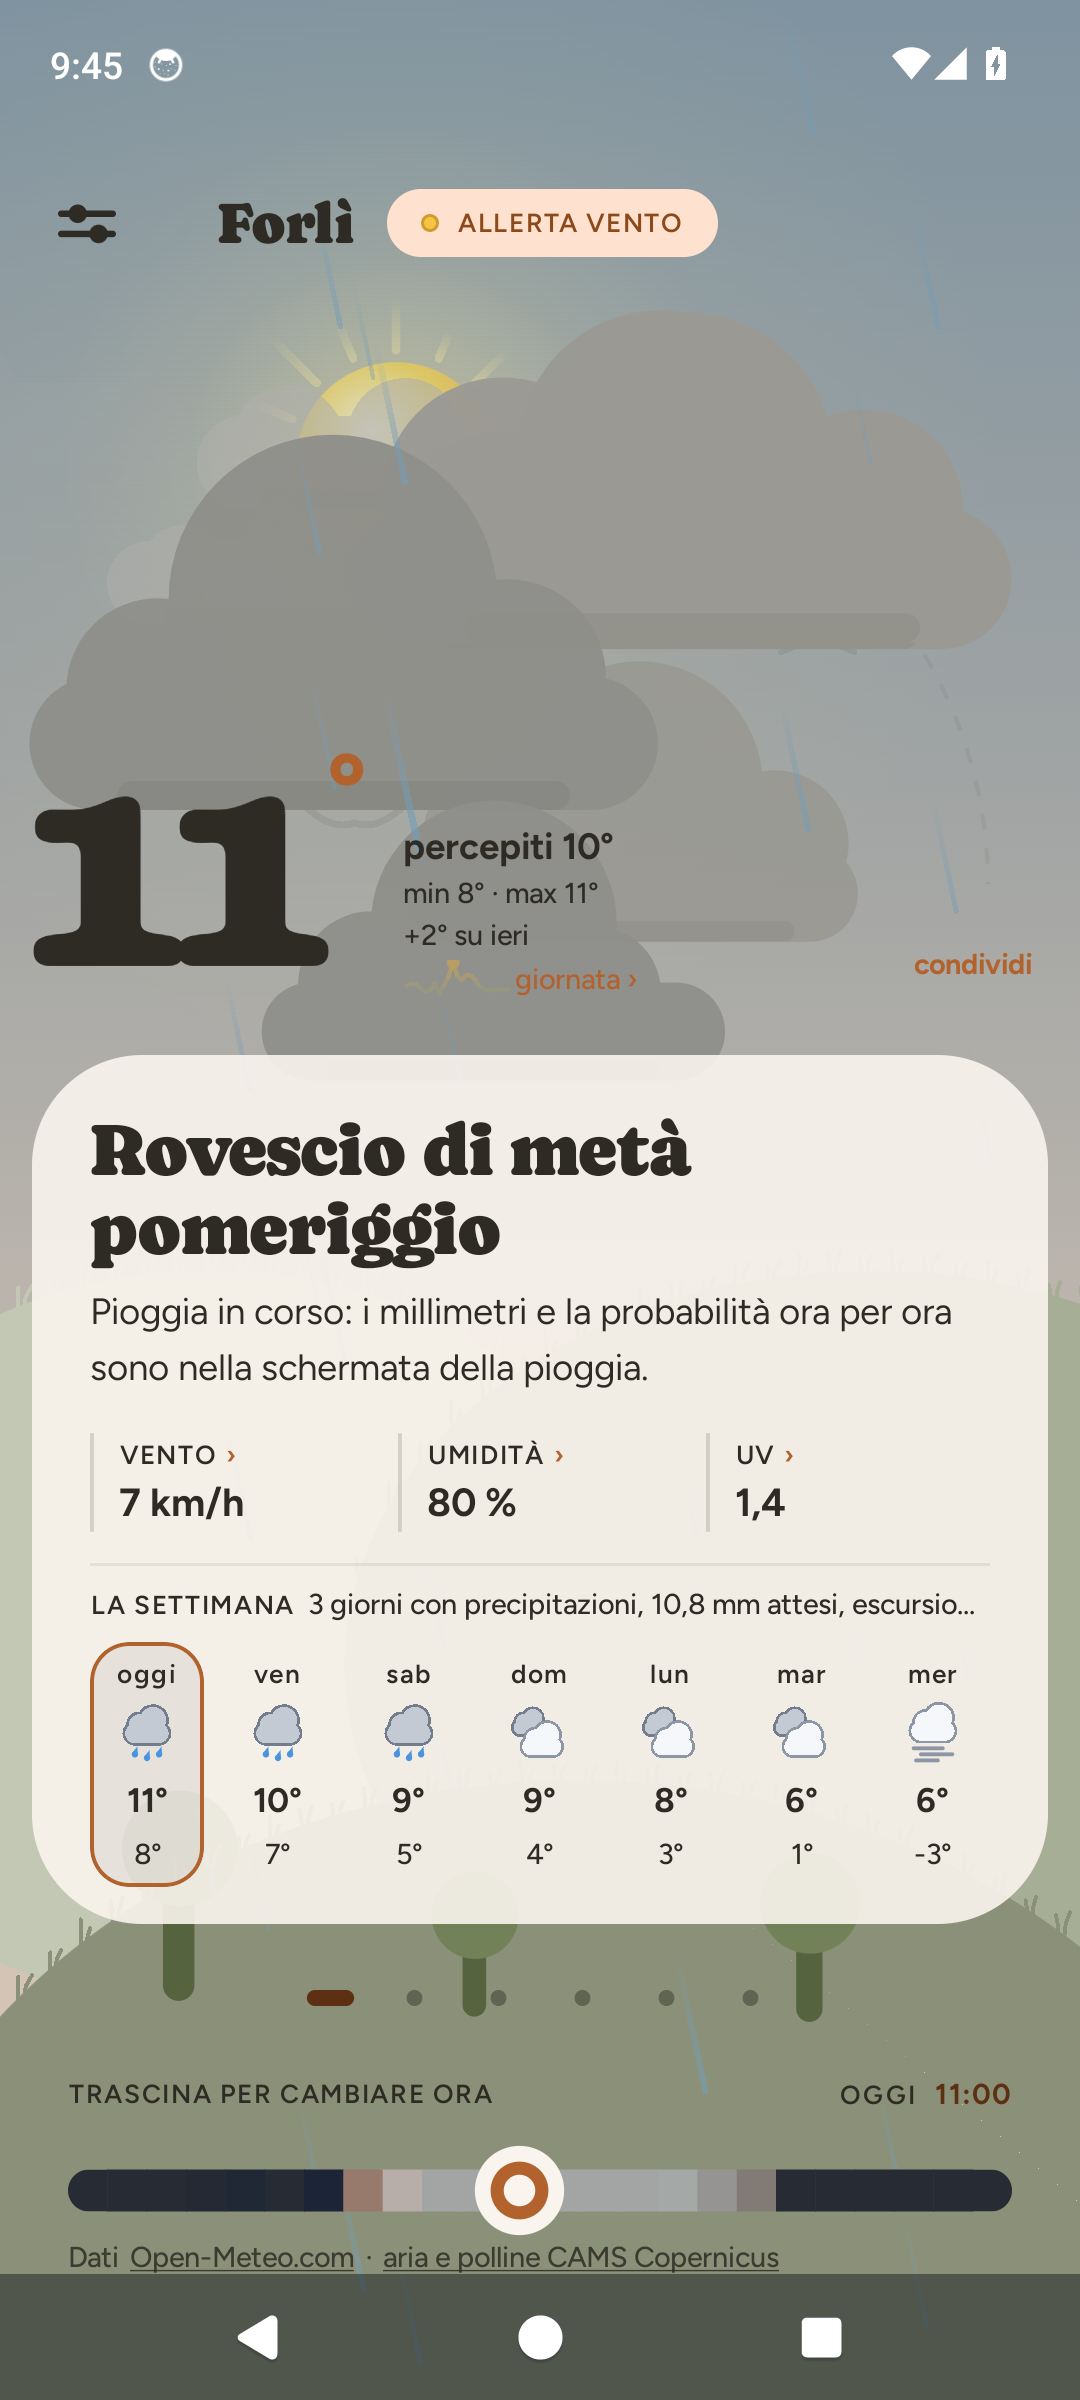 9:45
Forlì
ALLERTA VENTO
11°
percepiti 10°
min 8° · max 11°
+2° su ieri
giornata ›
condividi
Rovescio di metà
pomeriggio
Pioggia in corso: i millimetri e la probabilità ora per ora
sono nella schermata della pioggia.
VENTO › UMIDITÀ › UV ›
7 km/h 80 % 1,4
LA SETTIMANA 3 giorni con precipitazioni, 10,8 mm attesi, escursio...
oggi ven sab dom lun mar mer
11° 10° 9° 9° 8° 6° 6°
8° 7° 5° 4° 3° 1° -3°
TRASCINA PER CAMBIARE ORA OGGI 11:00
Dati Open-Meteo.com · aria e polline CAMS Copernicus